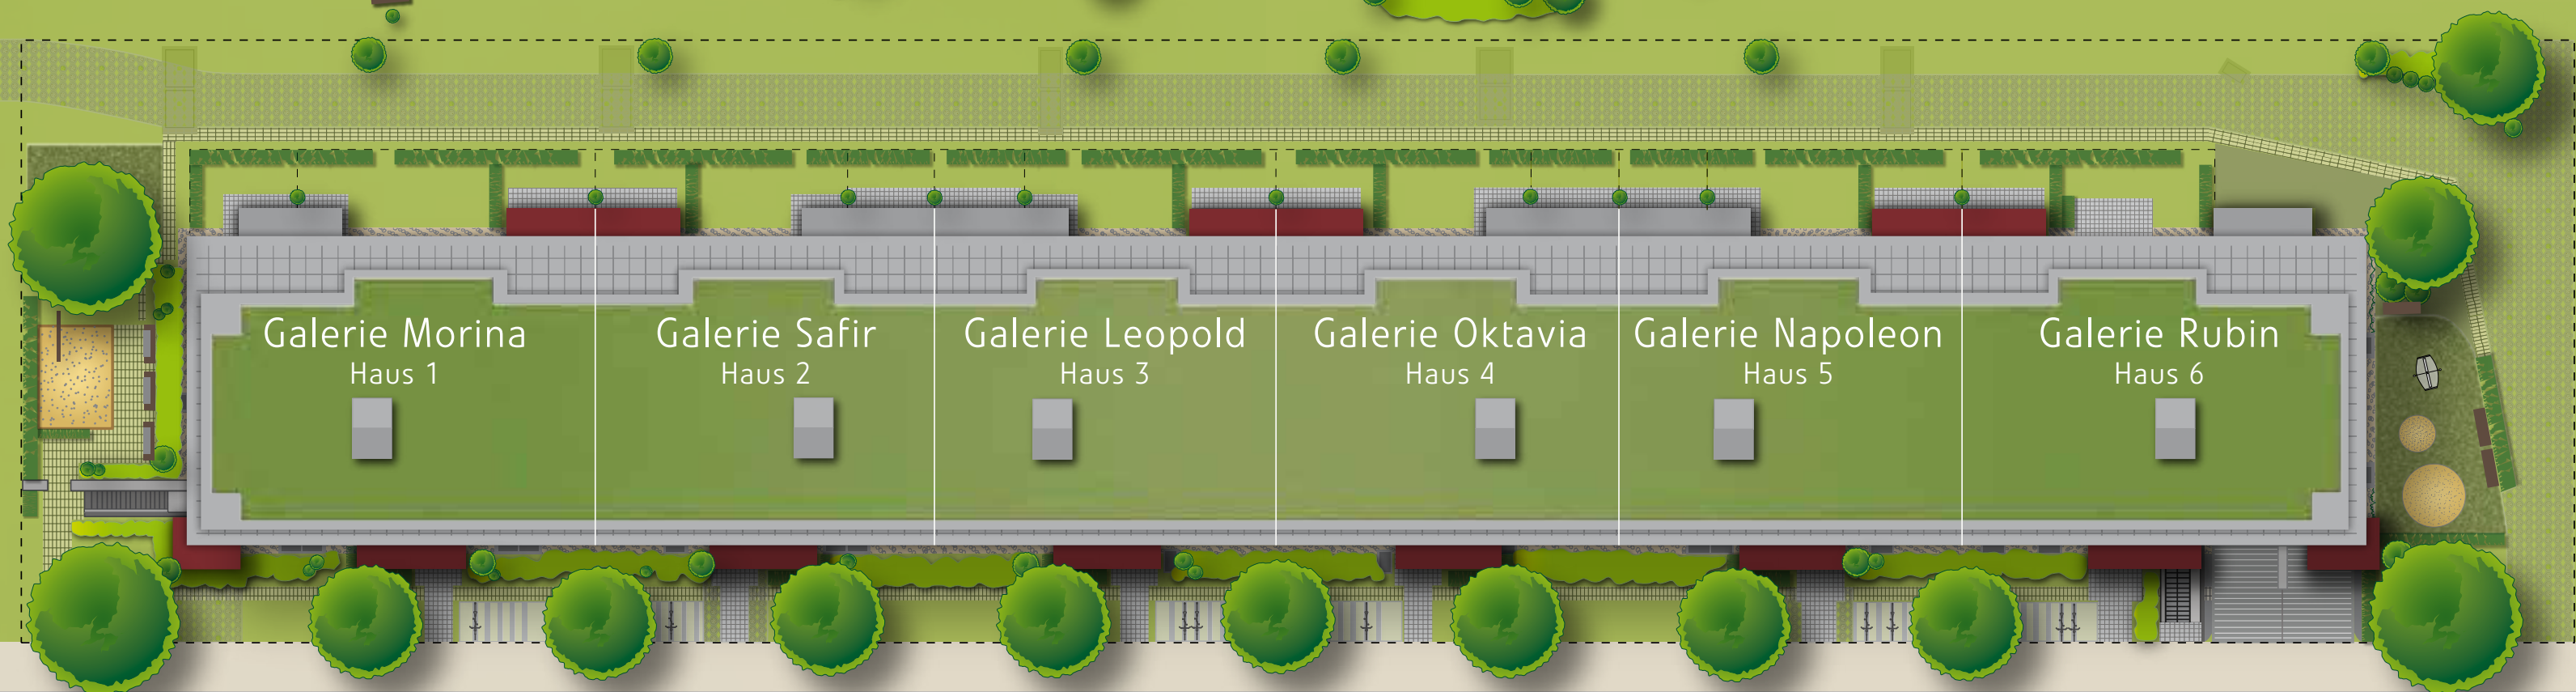 Galerie Morina
Haus 1
Galerie Safir
Haus 2
Galerie Leopold
Haus 3
Galerie Oktavia
Haus 4
Galerie Napoleon
Haus 5
Galerie Rubin
Haus 6